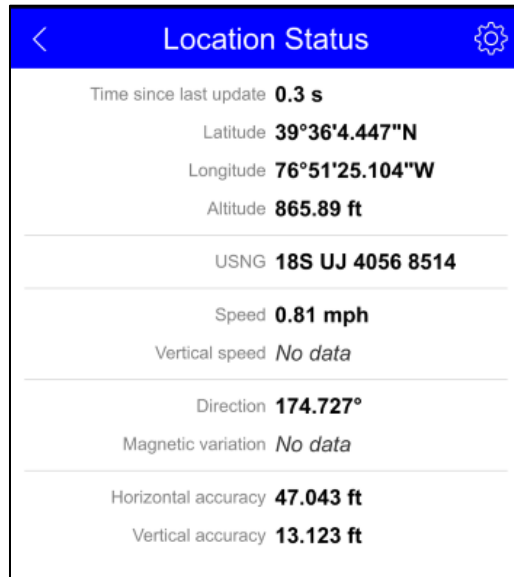 Location Status
Time since last update 0.3 s
Latitude 39°36'4.447"N
Longitude 76°51'25.104"W
Altitude 865.89 ft
USNG 18S UJ 4056 8514
Speed 0.81 mph
Vertical speed No data
Direction 174.727°
Magnetic variation No data
Horizontal accuracy 47.043 ft
Vertical accuracy 13.123 ft